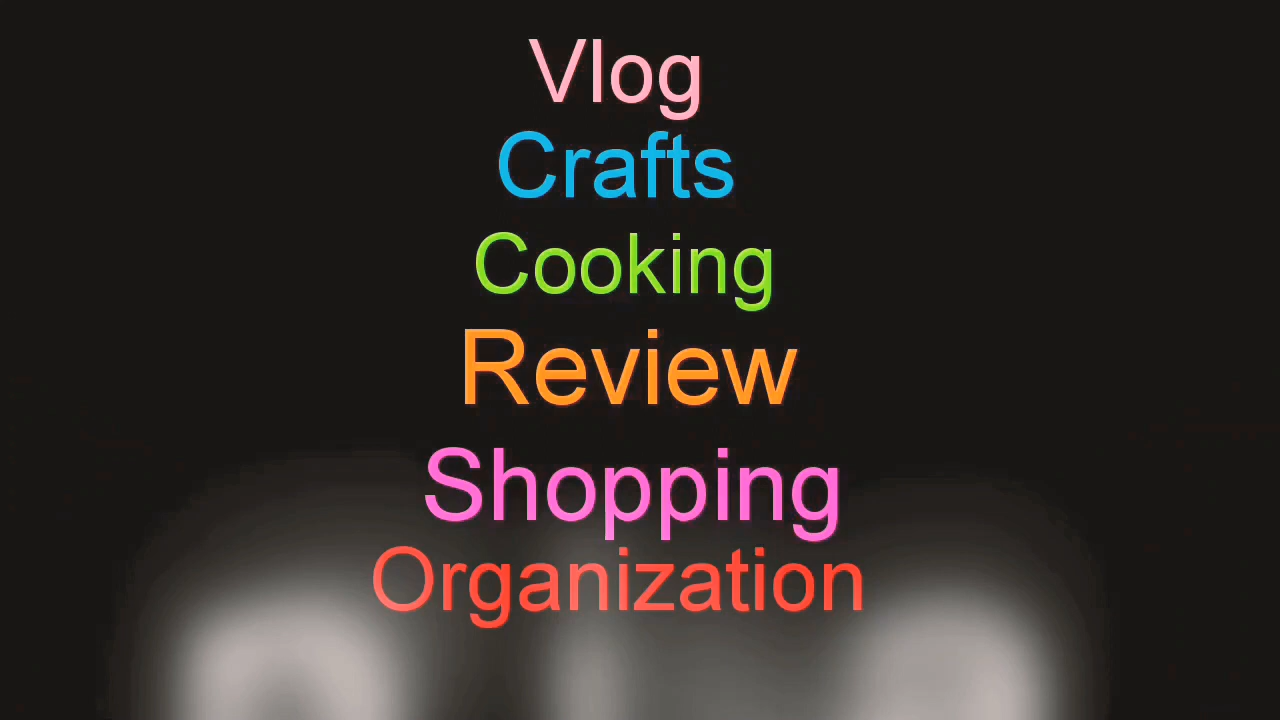 Vlog
Crafts
Cooking
Review
Shopping
Organization